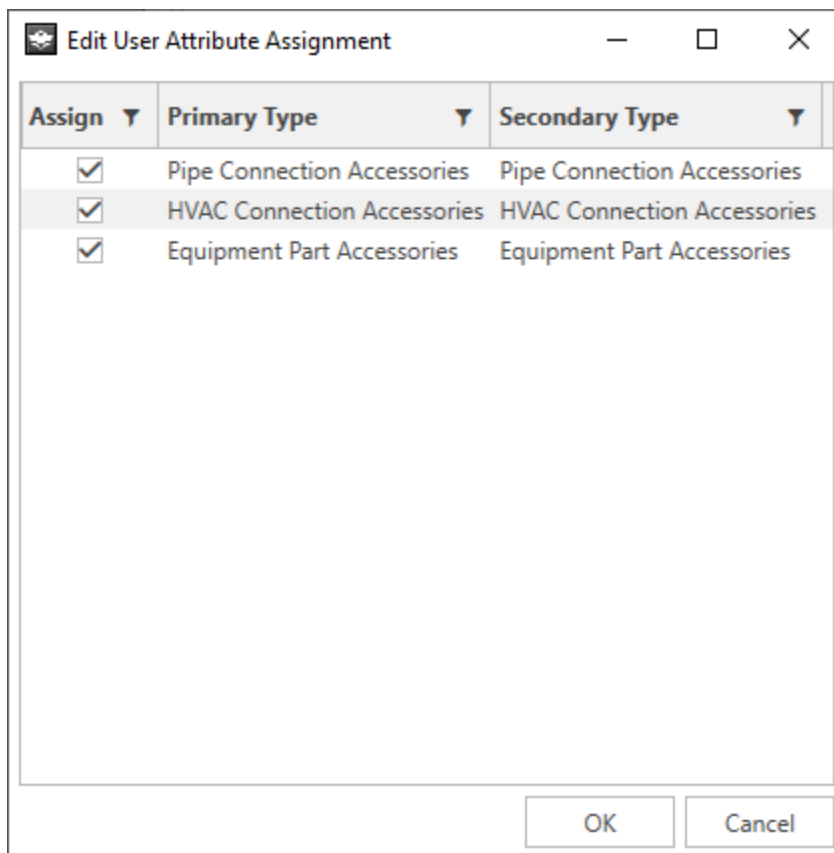 Edit User Attribute Assignment
Assign Primary Type Secondary Type
Pipe Connection Accessories Pipe Connection Accessories
HVAC Connection Accessories HVAC Connection Accessories
Equipment Part Accessories Equipment Part Accessories
OK Cancel